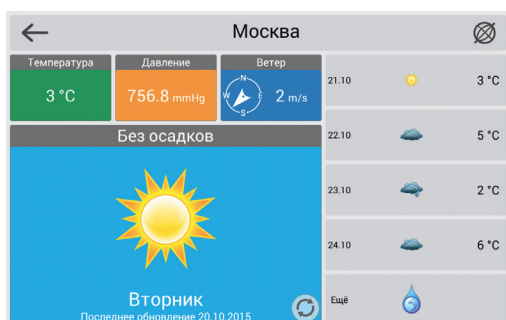 Москва
Температура
3 °C
Давление
756.8 mmHg
Ветер
N
W
E
S
2 m/s
Без осадков
Вторник
Последнее обновление 20.10.2015
21.10
3 °C
22.10
5 °C
23.10
2 °C
24.10
6 °C
Ещё